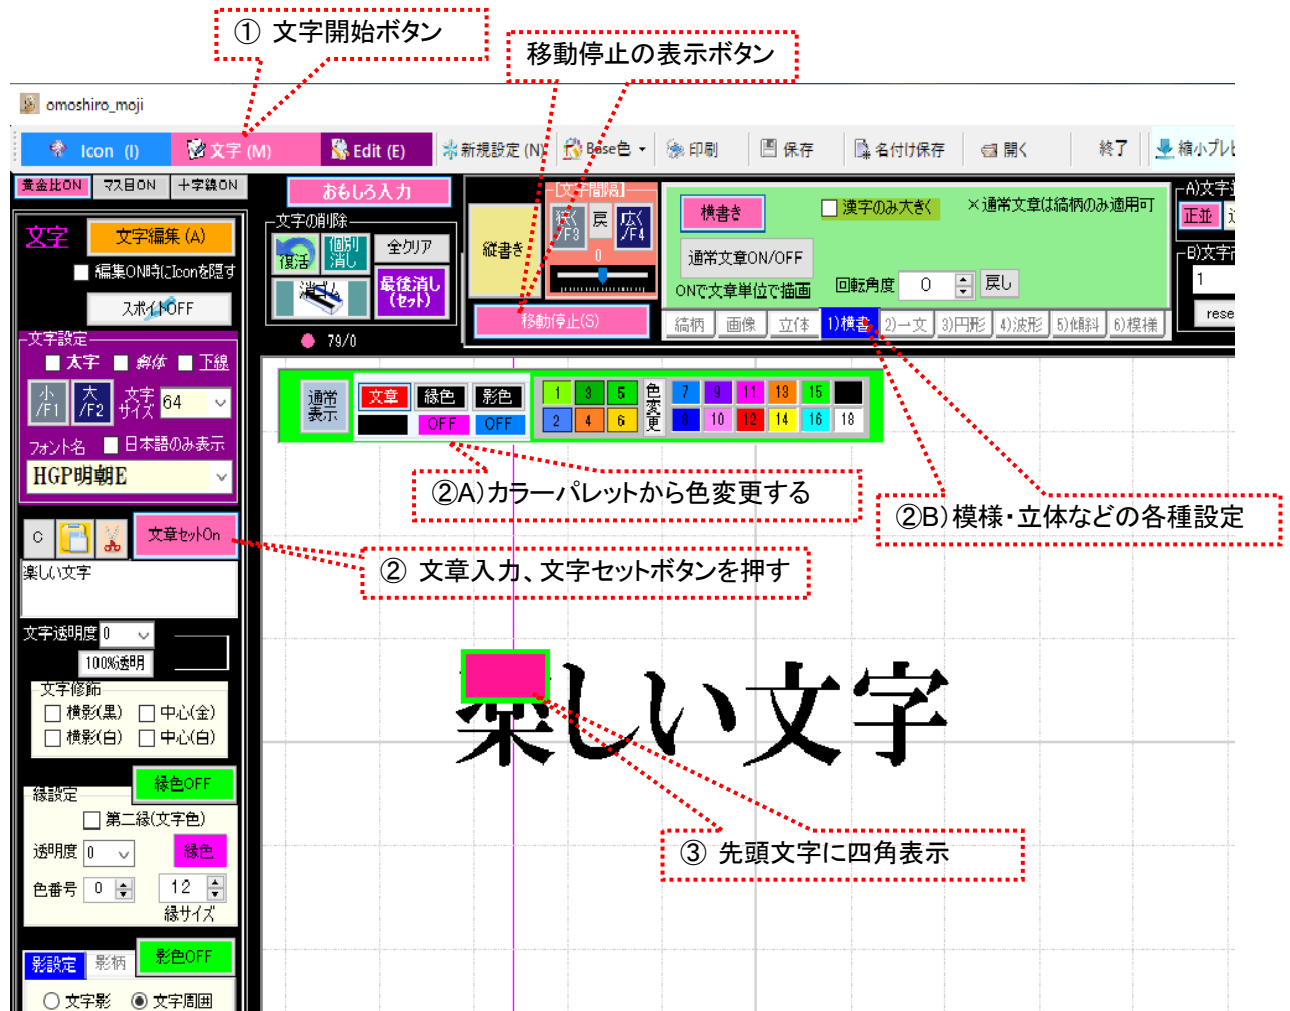 ① 文字開始ボタン
移動停止の表示ボタン
omoshiro_moji
Icon (I) 文字 (M) Edit (E) 新規設定 (N) Base色 印刷 保存 名付け保存 開く 終了 縮小プレビ
黄金比ON マス目ON 十字線ON
おもしろ入力
[文字間隔]
A)文字
文字 文字編集 (A)
編集ON時にIconを隠す
スポイトOFF
文字の削除
復活 個別消し 全クリア
消ゴム 最後消し(セット)
79/0
縦書き
狭く/F3 戻 広く/F4
0
移動停止(S)
横書き 漢字のみ大きく ×通常文章は縞柄のみ適用可
通常文章ON/OFF
ONで文章単位で描画 回転角度 0 戻し
縞柄 画像 立体 1)横書 2)一文 3)円形 4)波形 5)傾斜 6)模様
正並
B)文字
1
rese
文字設定
太字 斜体 下線
小/F1 大/F2 文字サイズ 64
フォント名 日本語のみ表示
HGP明朝E
通常表示 文章 縁色 影色
OFF OFF
1 3 5 色変更 7 9 11 13 15
2 4 6 8 10 12 14 16 18
②A)カラーパレットから色変更する
②B)模様・立体などの各種設定
C 文章セットOn
② 文章入力、文字セットボタンを押す
楽しい文字
文字透明度 0
100%透明
文字修飾
横影(黒) 中心(金)
横影(白) 中心(白)
楽しい文字
縁色OFF
縁設定
第二縁(文字色)
透明度 0 縁色
色番号 0 12
縁サイズ
③ 先頭文字に四角表示
影色OFF
影設定 影柄
文字影 文字周囲